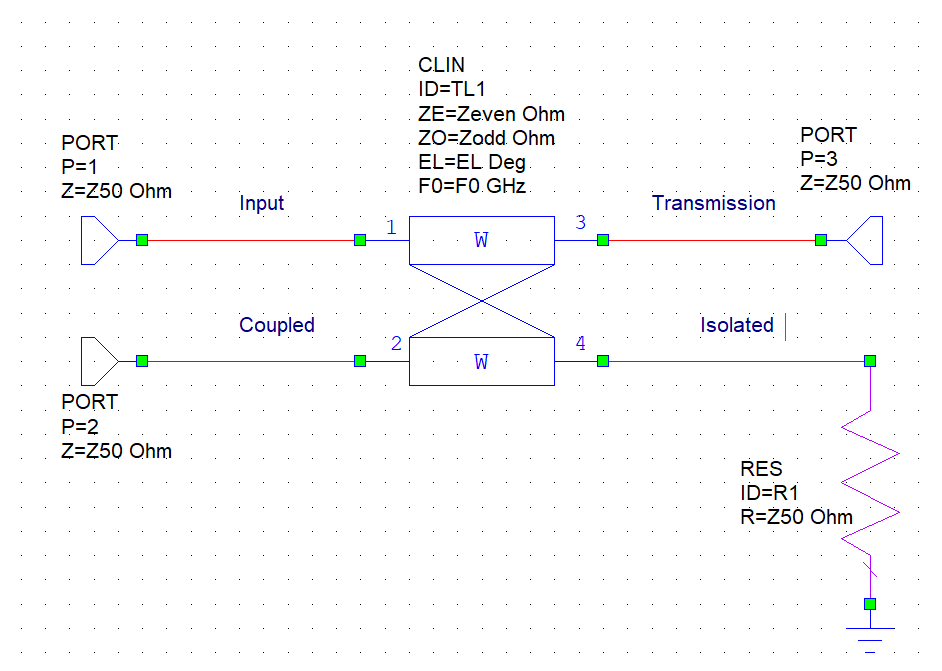 CLIN
ID=TL1
ZE=Zeven Ohm
ZO=Zodd Ohm
EL=EL Deg
F0=F0 GHz
PORT
P=1
Z=Z50 Ohm
PORT
P=3
Z=Z50 Ohm
Input
Transmission
1
W
3
Coupled
Isolated
2
W
4
PORT
P=2
Z=Z50 Ohm
RES
ID=R1
R=Z50 Ohm